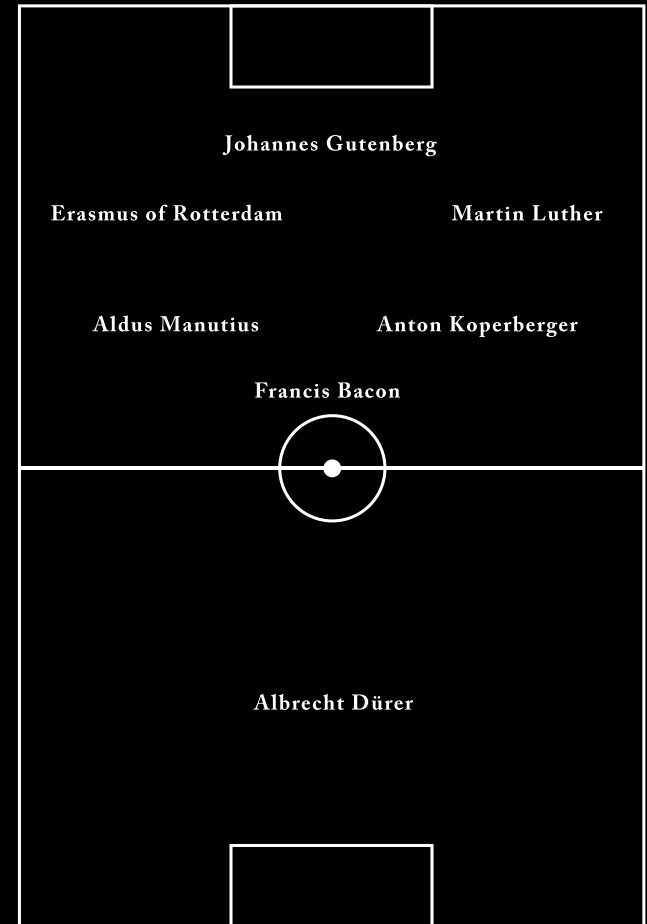 Johannes Gutenberg
Erasmus of Rotterdam Martin Luther
Aldus Manutius Anton Koperberger
Francis Bacon
Albrecht Dürer